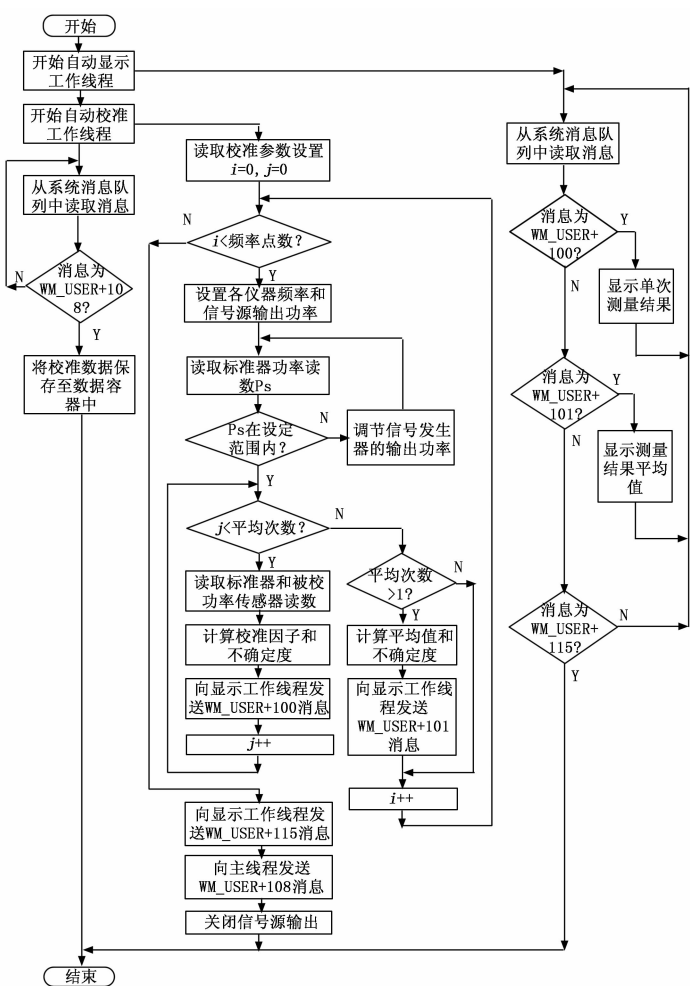 开始
开始自动显示
工作线程
开始自动校准
工作线程
从系统消息队
列中读取消息
N
消息为
WM_USER+10
8?
Y
将校准数据保
存至数据容
器中
结束
读取校准参数设置
i=0, j=0
N
i<频率点数?
Y
设置各仪器频率和
信号源输出功率
读取标准器功率读
数Ps
Ps在设定
范围内?
N
调节信号发生
器的输出功率
Y
j<平均次数?
N
Y
读取标准器和被校
功率传感器读数
计算校准因子和
不确定度
向显示工作线程发
送WM_USER+100消息
j++
平均次数
>1?
N
Y
计算平均值和
不确定度
向显示工作线
程发送
WM_USER+101
消息
i++
向显示工作线程发
送WM_USER+115消息
向主线程发送
WM_USER+108消息
关闭信号源输出
从系统消息队
列中读取消息
消息为
WM_USER+
100?
Y
N
显示单次
测量结果
消息为
WM_USER+
101?
Y
N
显示测量
结果平均
值
消息为
WM_USER+
115?
N
Y